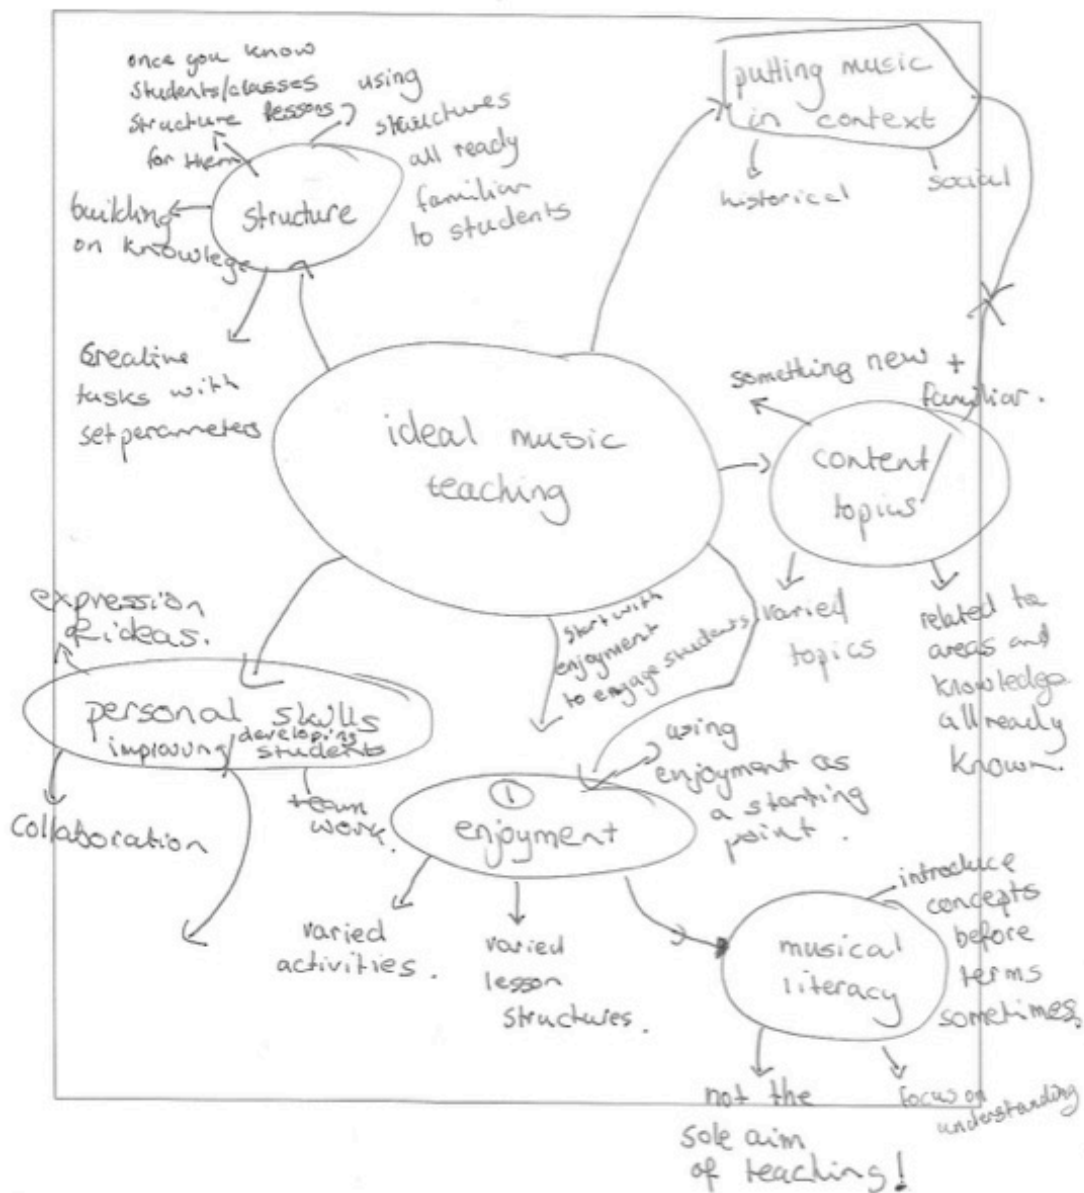 once you know
students/classes
structure lessons
for them
using
structures
all ready
familiar
to students
structure
building
on knowlege
Creative
tasks with
set perameters
putting music
in context
historical
social
ideal music
teaching
something new +
familiar.
content
topics
varied
topics
related to
areas and
knowledge
allready
known.
expression
& ideas.
personal skills
improving / developing
students
collaboration
team
work.
start with
enjoyment
to engage students
using
enjoyment as
a starting
point.
1
enjoyment
varied
activities.
varied
lesson
structures.
musical
literacy
introduce
concepts
before
terms
sometimes.
not the
sole aim
of teaching!
focus on
understanding